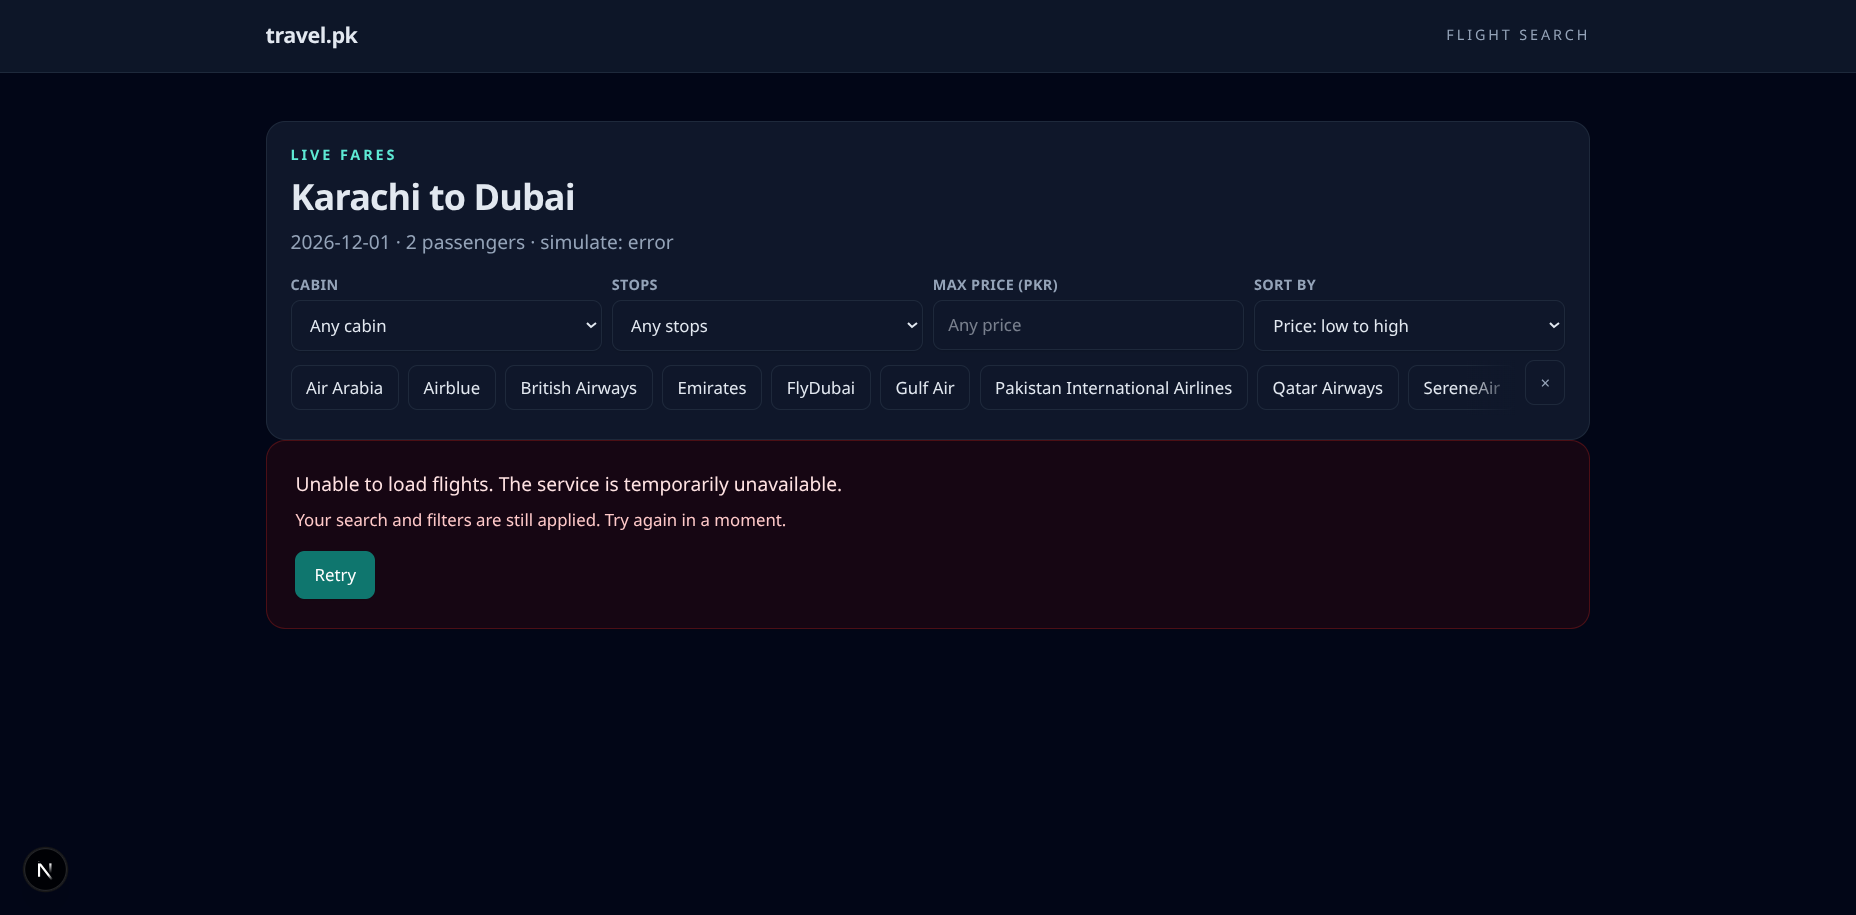 travel.pk
FLIGHT SEARCH
LIVE FARES
Karachi to Dubai
2026-12-01 · 2 passengers · simulate: error
CABIN STOPS MAX PRICE (PKR) SORT BY
Any cabin Any stops Any price Price: low to high
Air Arabia Airblue British Airways Emirates FlyDubai Gulf Air Pakistan International Airlines Qatar Airways SereneAir ×
Unable to load flights. The service is temporarily unavailable.
Your search and filters are still applied. Try again in a moment.
Retry
N